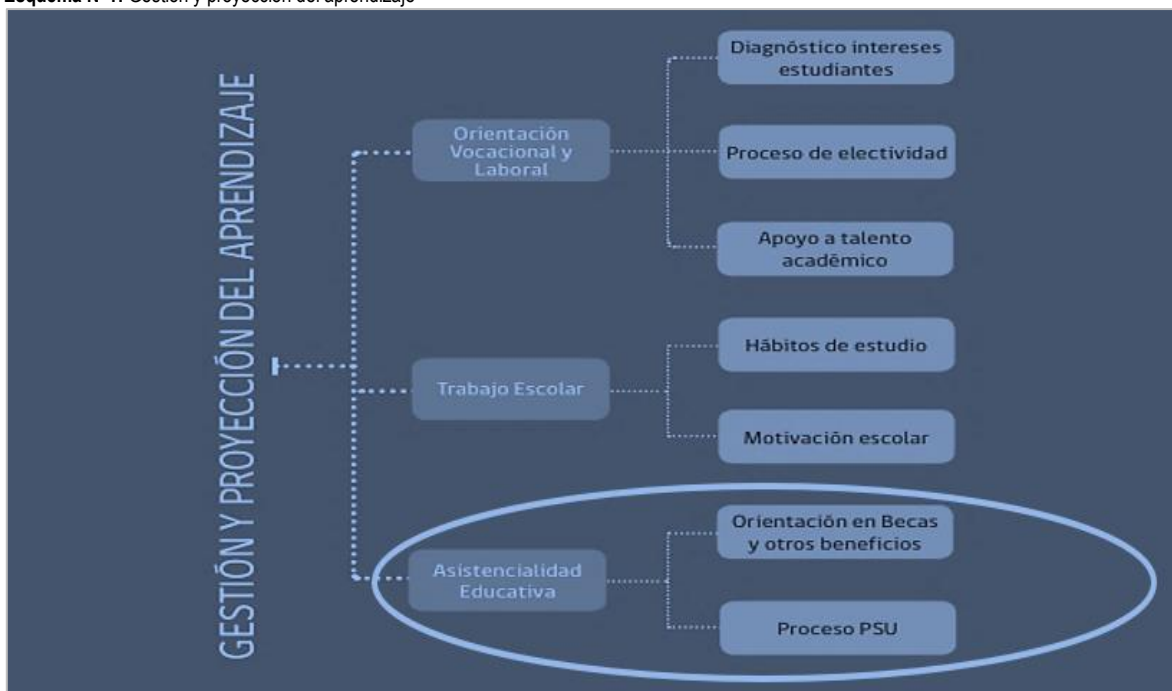 Esquema N°1: Gestión y proyección del aprendizaje
GESTIÓN Y PROYECCIÓN DEL APRENDIZAJE
Orientación
Vocacional y
Laboral
Diagnóstico intereses
estudiantes
Proceso de electividad
Apoyo a talento
académico
Trabajo Escolar
Hábitos de estudio
Motivación escolar
Asistencialidad
Educativa
Orientación en Becas
y otros beneficios
Proceso PSU